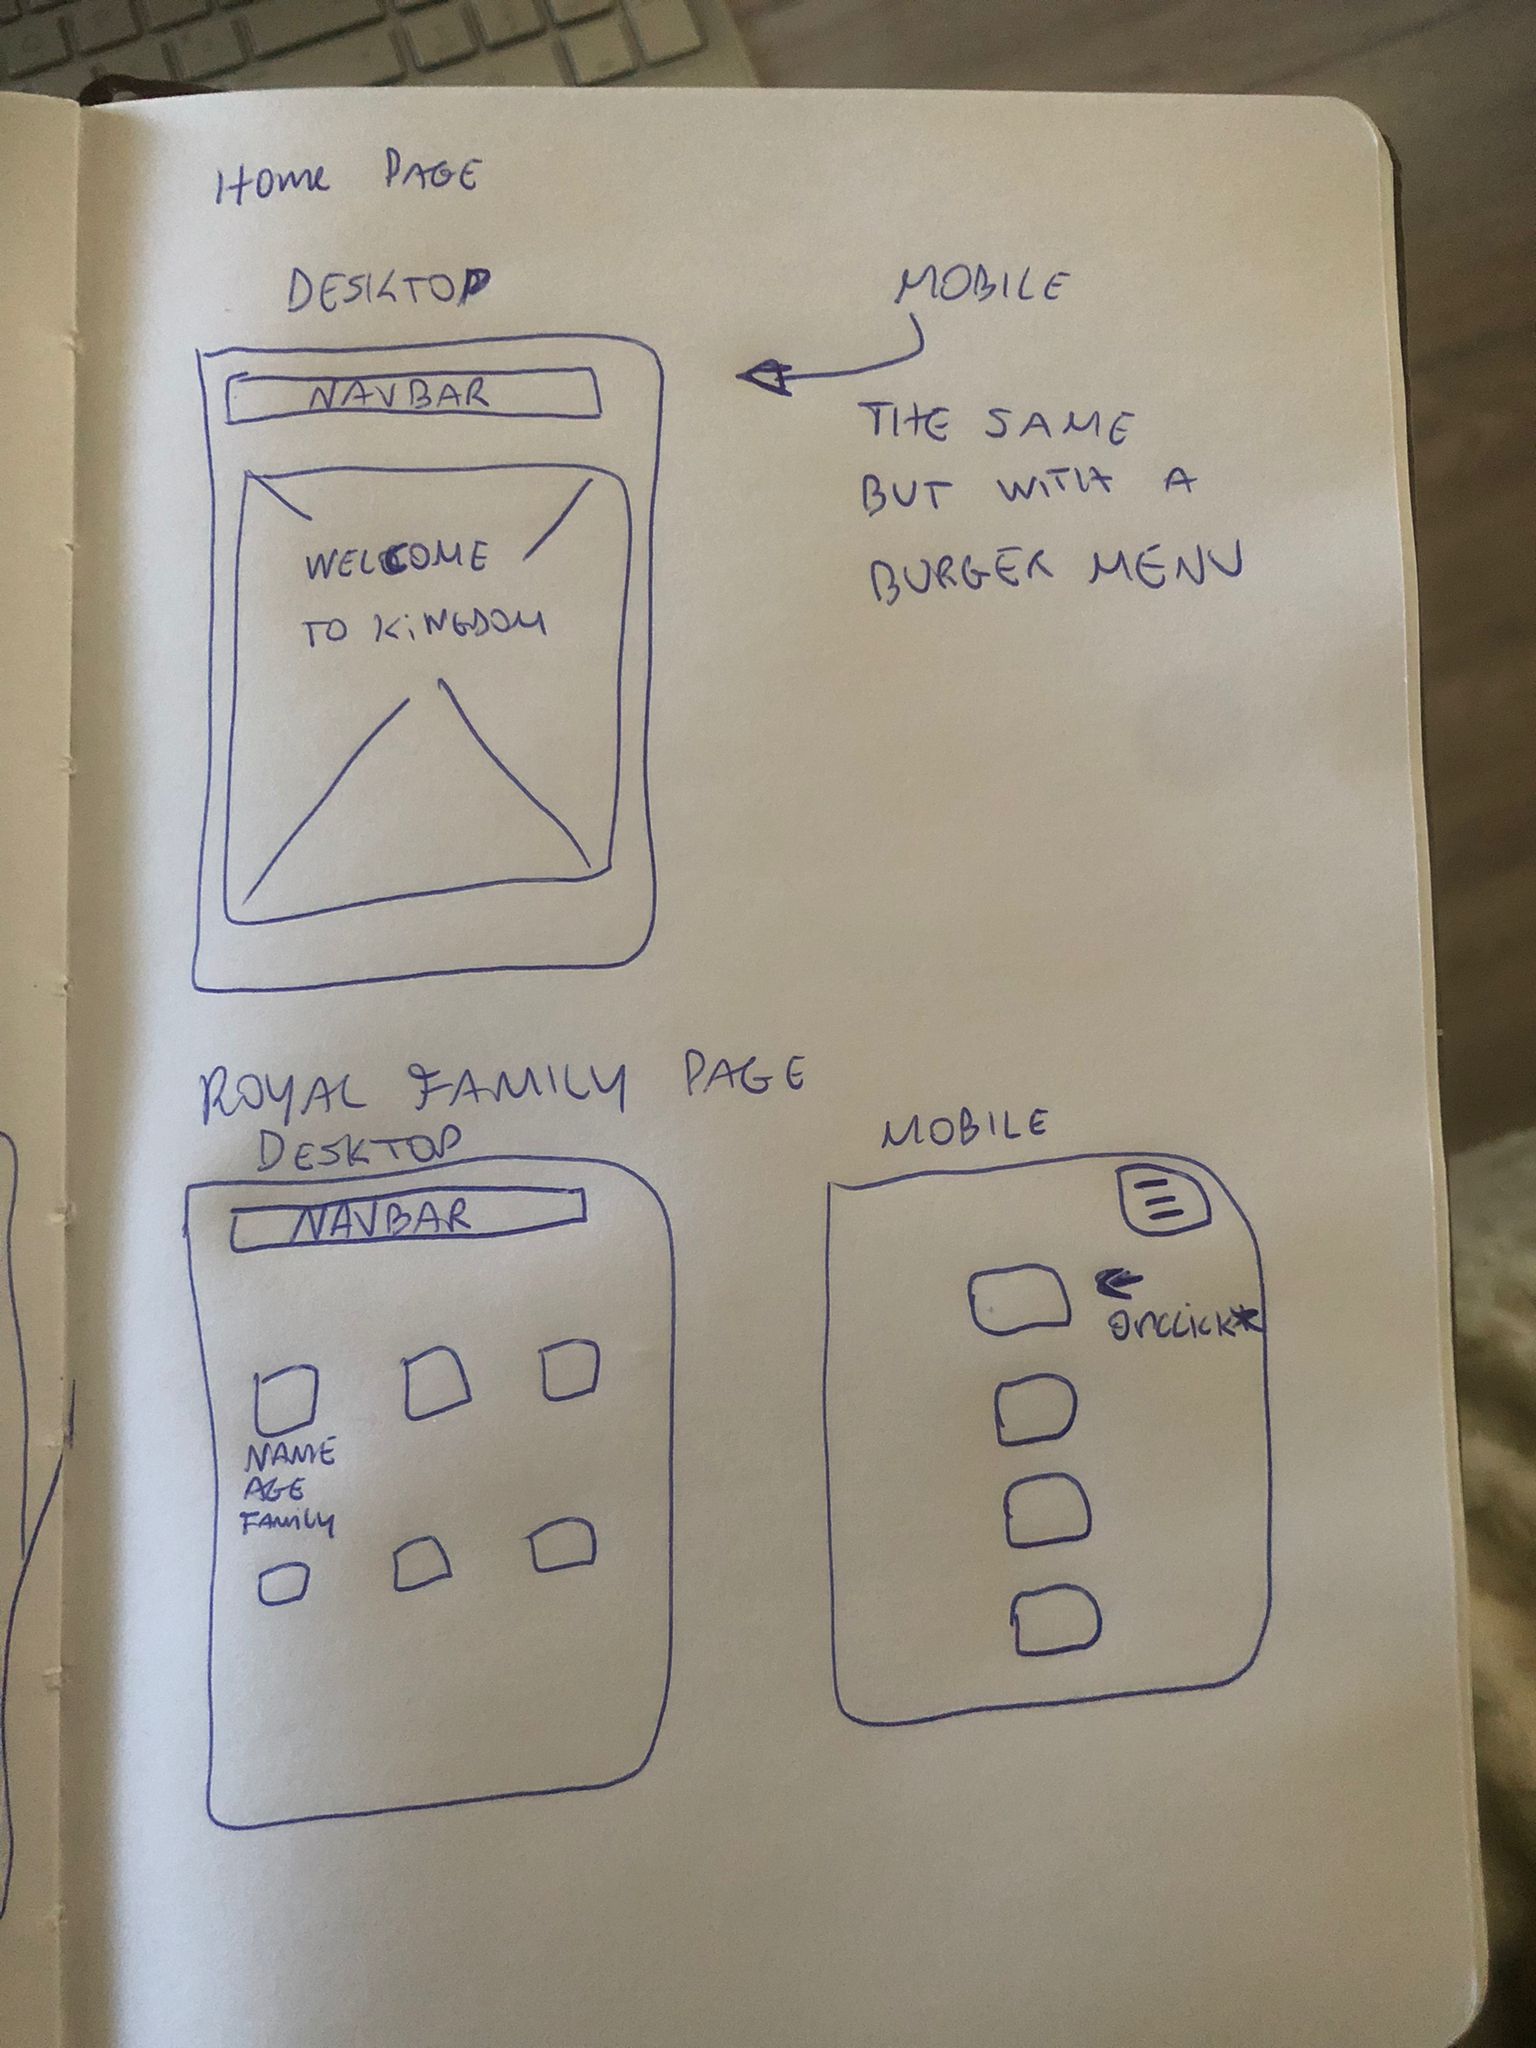 Home PAGE
DESKTOP
MOBILE
NAVBAR
THE SAME
BUT WITH A
BURGER MENU
WELCOME
TO KiNGDOM
ROYAL FAMILY PAGE
DESKTOP
MOBILE
NAVBAR
ONCLICK*
NAME
AGE
FAMiLY